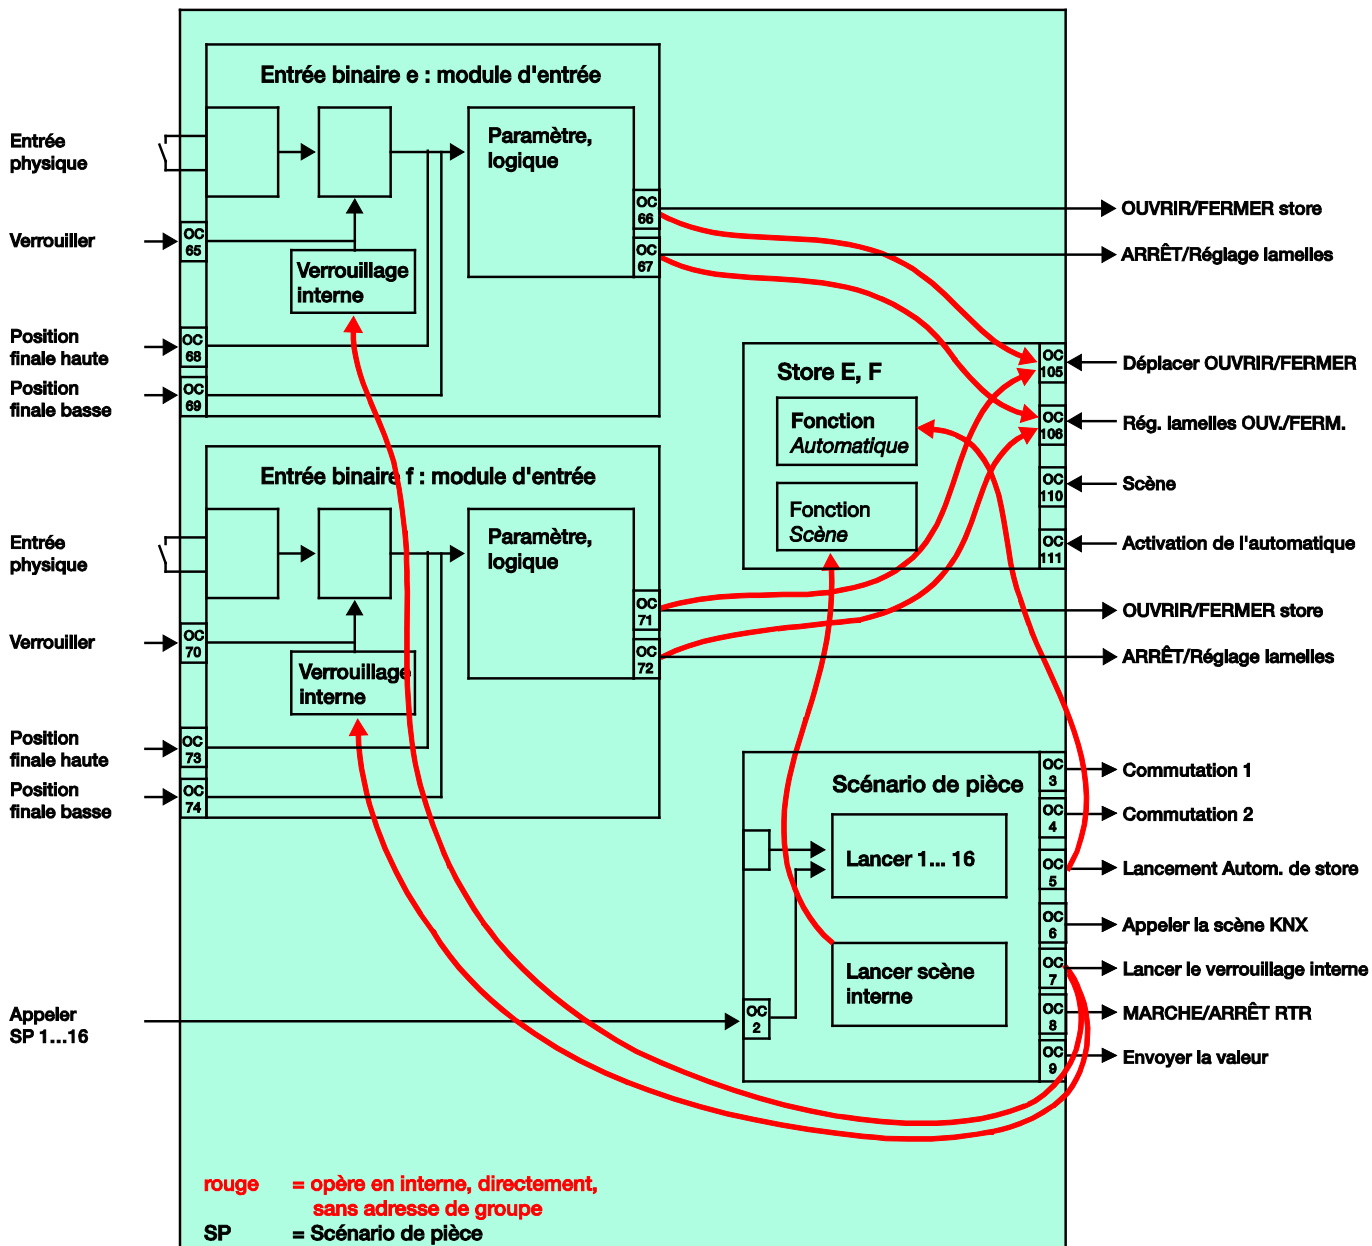 Entrée binaire e : module d'entrée
Entrée
physique
Paramètre,
logique
OC
66
OUVRIR/FERMER store
Verrouiller
OC
65
OC
67
ARRÊT/Réglage lamelles
Verrouillage
interne
Position
finale haute
OC
68
Position
finale basse
OC
69
Store E, F
OC
105
Déplacer OUVRIR/FERMER
Fonction
Automatique
OC
106
Rég. lamelles OUV./FERM.
Fonction
Scène
OC
110
Scène
OC
111
Activation de l'automatique
Entrée binaire f : module d'entrée
Entrée
physique
Paramètre,
logique
OC
71
OUVRIR/FERMER store
Verrouiller
OC
70
OC
72
ARRÊT/Réglage lamelles
Verrouillage
interne
Position
finale haute
OC
73
Position
finale basse
OC
74
Scénario de pièce
OC
3
Commutation 1
OC
4
Commutation 2
Lancer 1... 16
OC
5
Lancement Autom. de store
OC
6
Appeler la scène KNX
Lancer scène
interne
OC
7
Lancer le verrouillage interne
Appeler
SP 1...16
OC
2
OC
8
MARCHE/ARRÊT RTR
OC
9
Envoyer la valeur
rouge = opère en interne, directement,
sans adresse de groupe
SP = Scénario de pièce